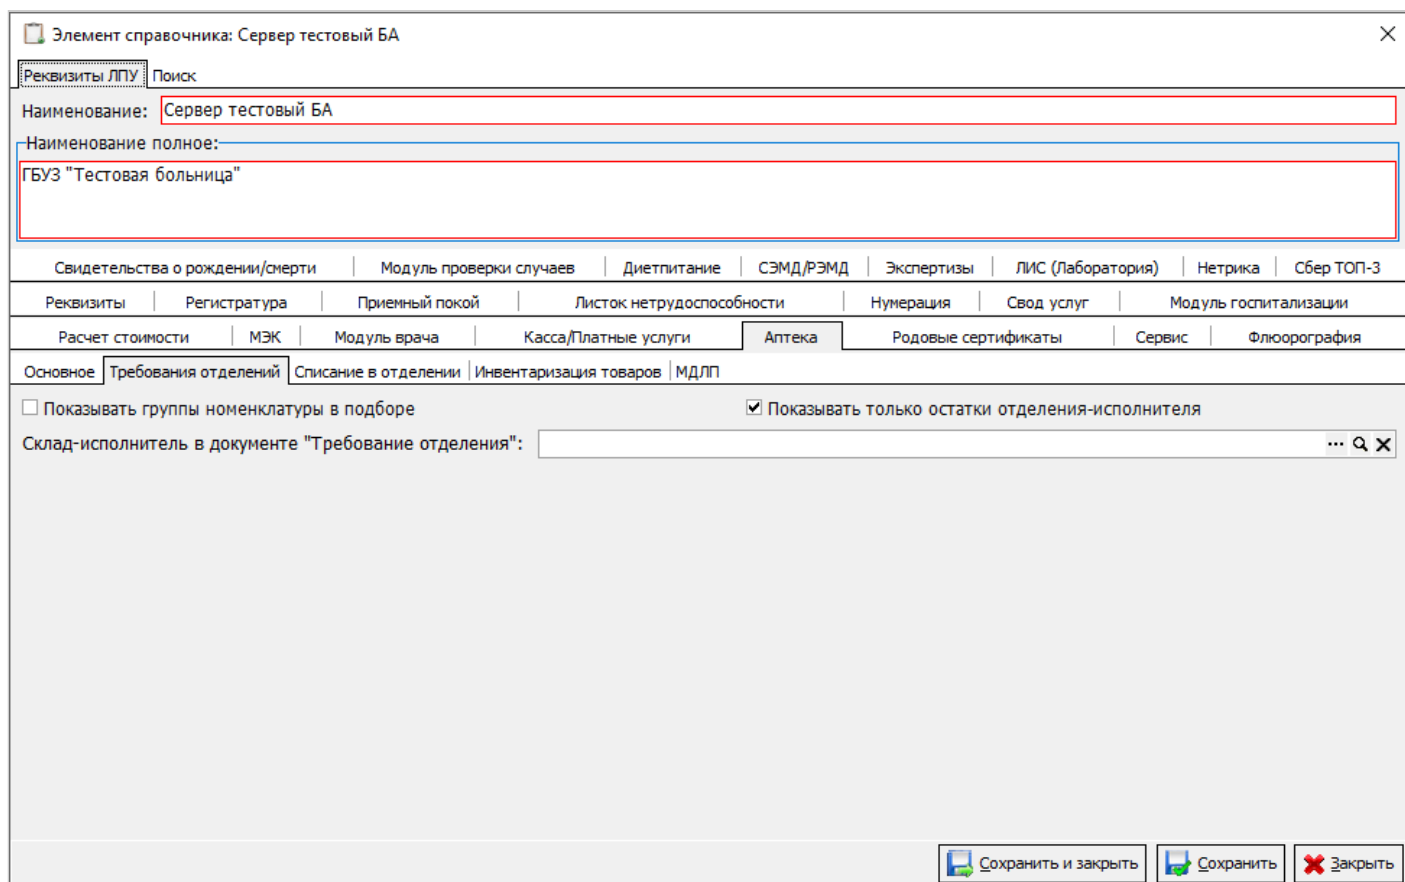 Элемент справочника: Сервер тестовый БА
Реквизиты ЛПУ Поиск
Наименование: Сервер тестовый БА
Наименование полное:
ГБУЗ "Тестовая больница"
Свидетельства о рождении/смерти Модуль проверки случаев Диетпитание СЭМД/РЭМД Экспертизы ЛИС (Лаборатория) Нетрика Сбер ТОП-3
Реквизиты Регистратура Приемный покой Листок нетрудоспособности Нумерация Свод услуг Модуль госпитализации
Расчет стоимости МЭК Модуль врача Касса/Платные услуги Аптека Родовые сертификаты Сервис Флюорография
Основное Требования отделений Списание в отделении Инвентаризация товаров МДЛП
Показывать группы номенклатуры в подборе Показывать только остатки отделения-исполнителя
Склад-исполнитель в документе "Требование отделения":
Сохранить и закрыть Сохранить Закрыть